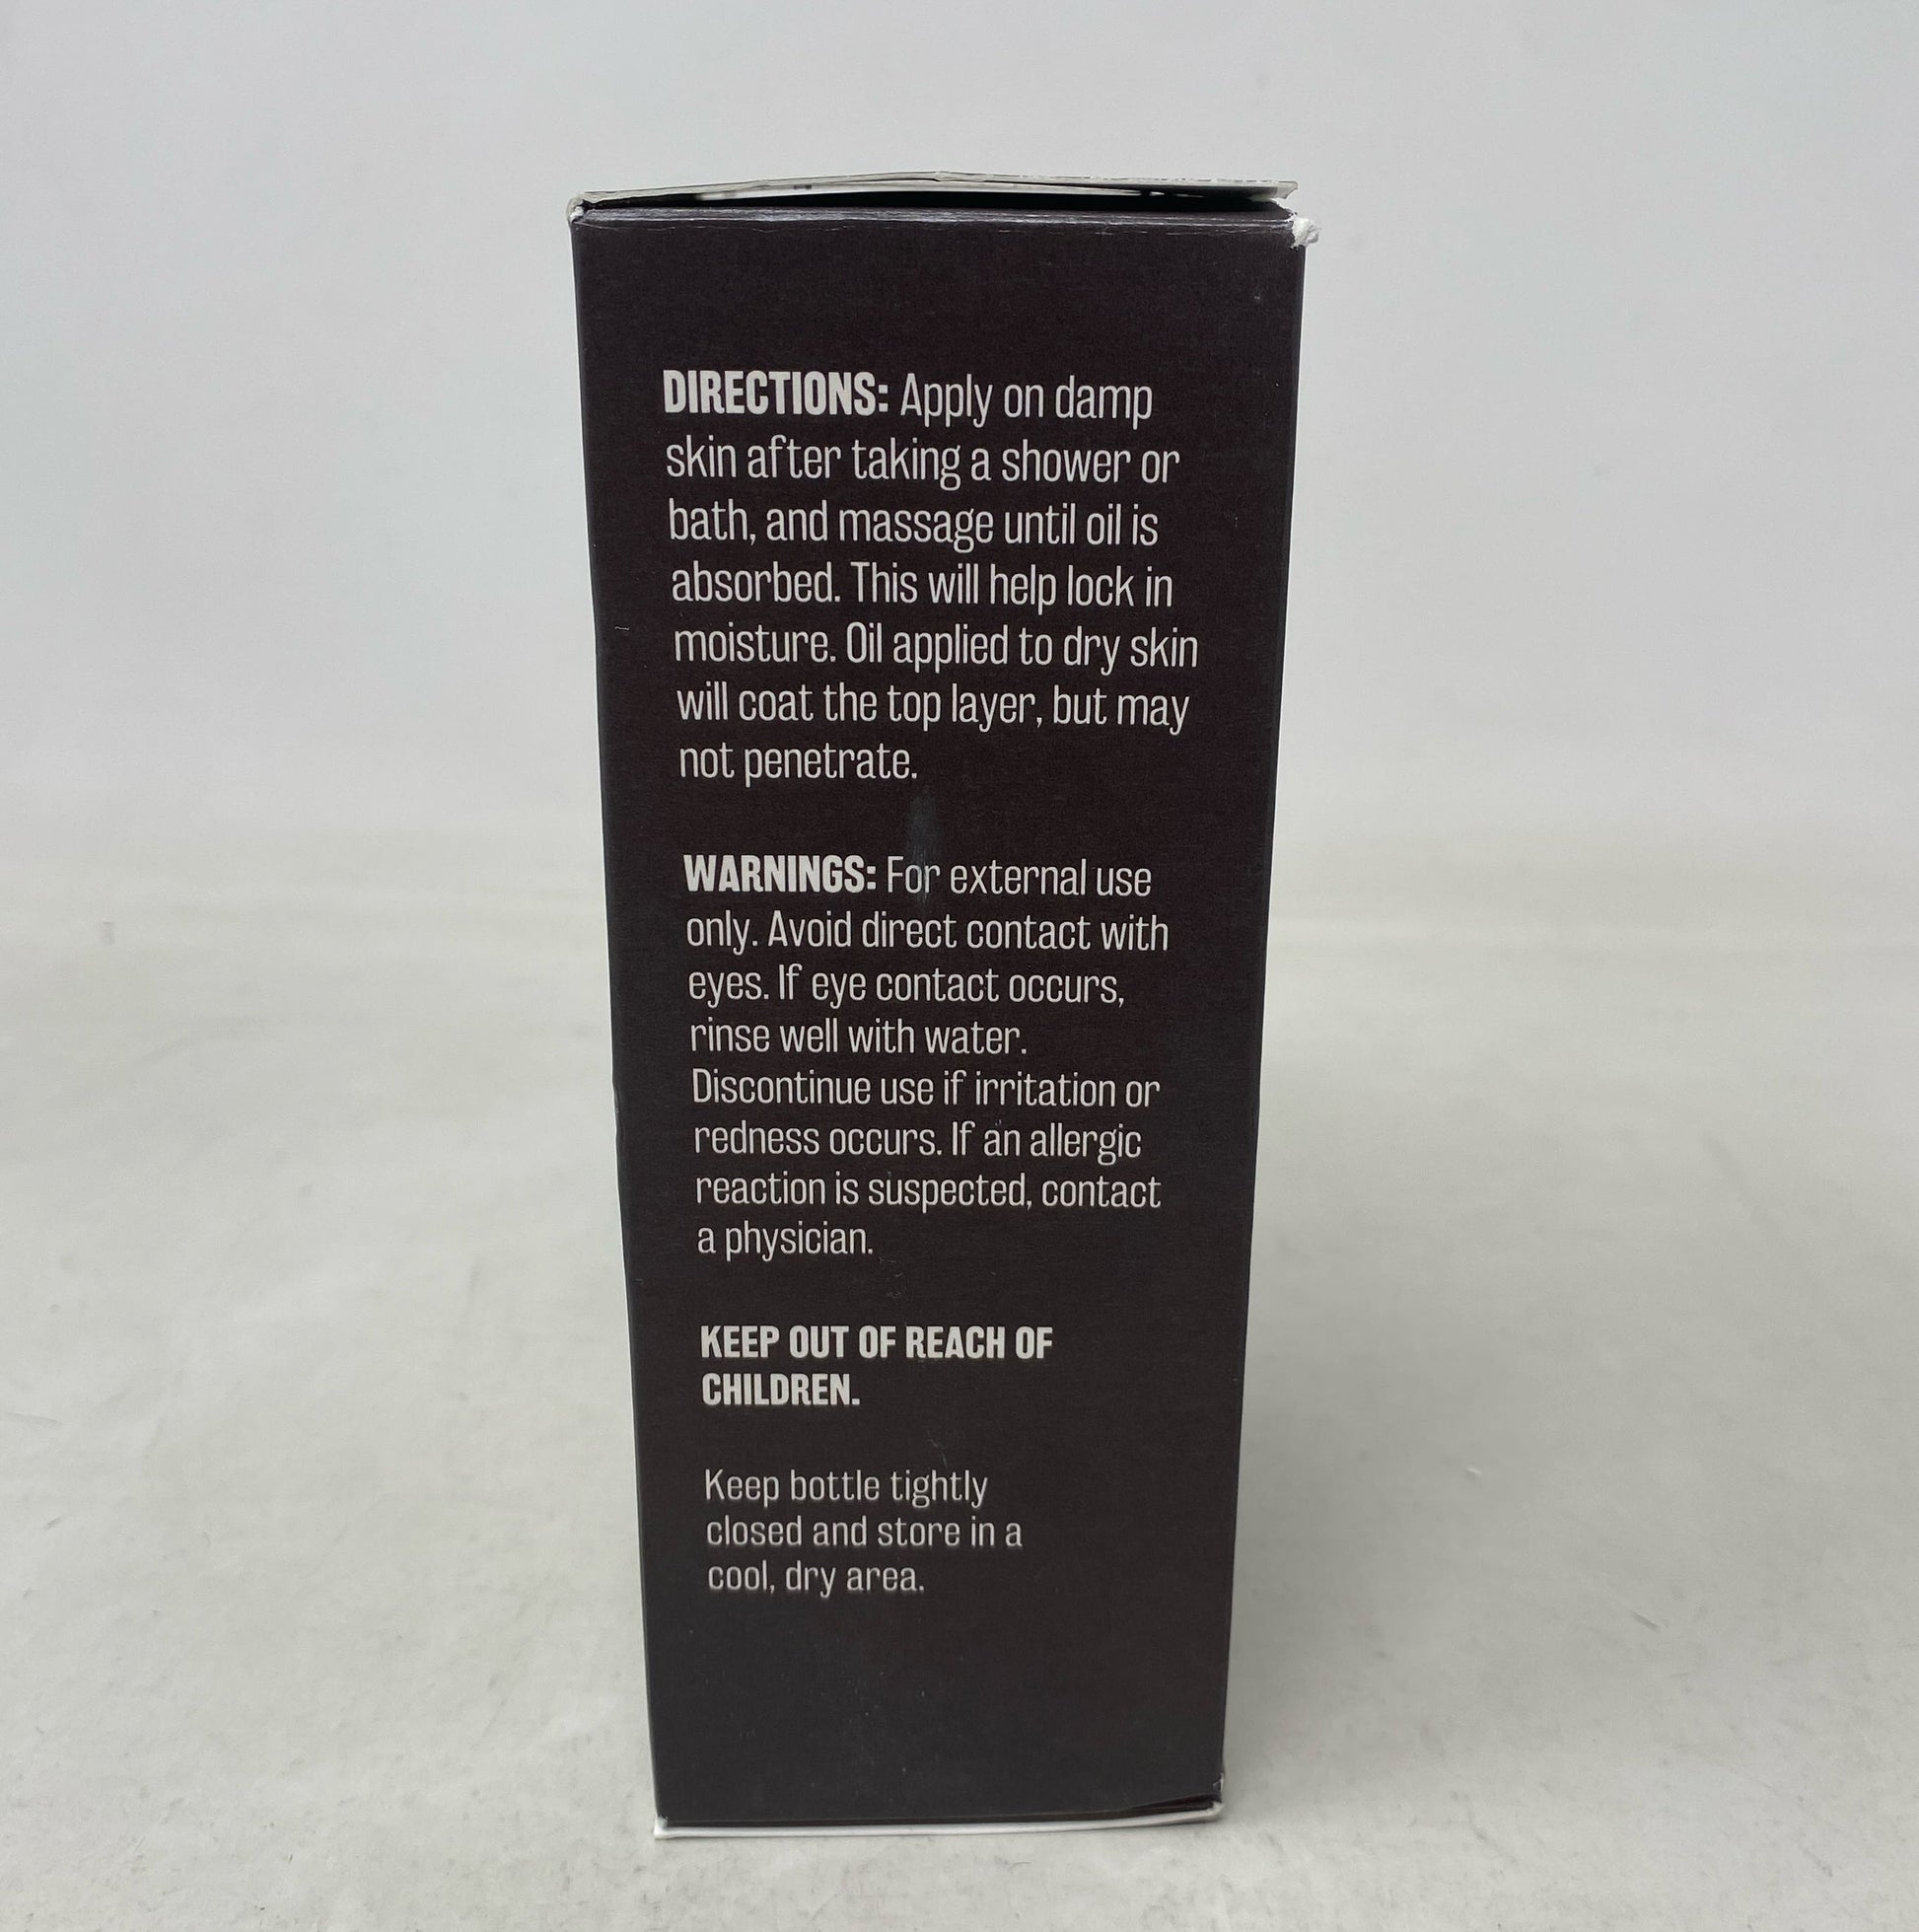 DIRECTIONS: Apply on damp
skin after taking a shower or
bath, and massage until oil is
absorbed. This will help lock in
moisture. Oil applied to dry skin
will coat the top layer, but may
not penetrate.
WARNINGS: For external use
only. Avoid direct contact with
eyes. If eye contact occurs,
rinse well with water.
Discontinue use if irritation or
redness occurs. If an allergic
reaction is suspected, contact
a physician.
KEEP OUT OF REACH OF
CHILDREN.
Keep bottle tightly
closed and store in a
cool, dry area.